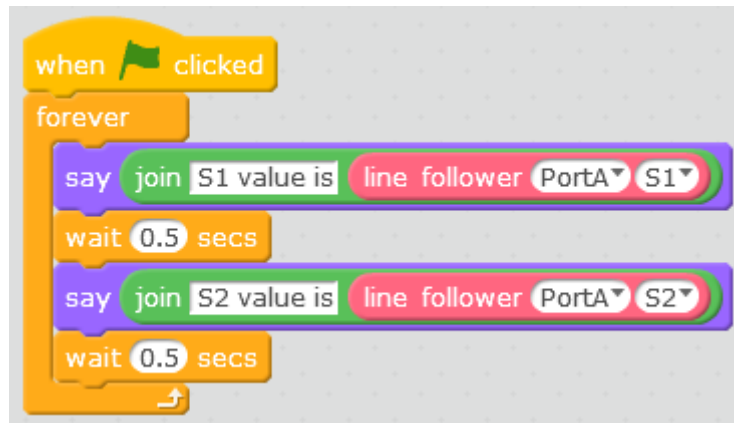 when clicked
forever
say join S1 value is line follower PortA S1
wait 0.5 secs
say join S2 value is line follower PortA S2
wait 0.5 secs